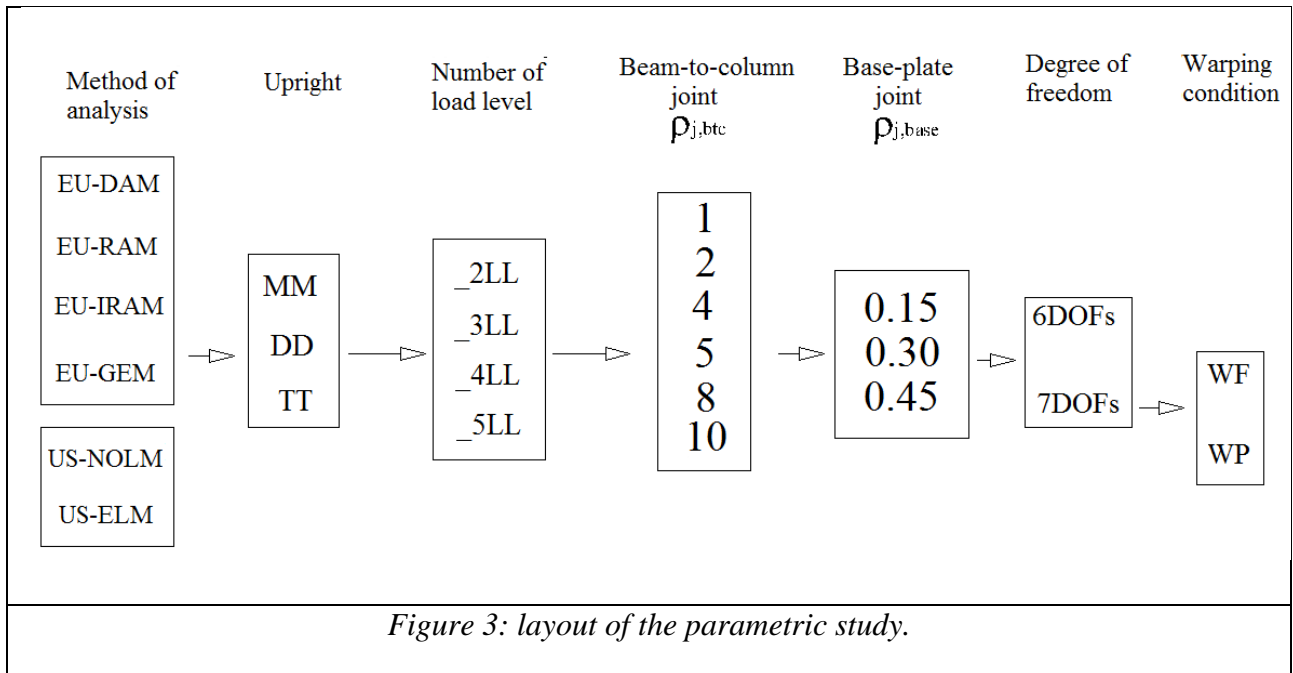 Method of
analysis
Upright
Number of
load level
Beam-to-column
joint
ρj,btc
Base-plate
joint
ρj,base
Degree of
freedom
Warping
condition
EU-DAM
EU-RAM
EU-IRAM
EU-GEM
US-NOLM
US-ELM
MM
DD
TT
_2LL
_3LL
_4LL
_5LL
1
2
4
5
8
10
0.15
0.30
0.45
6DOFs
7DOFs
WF
WP
Figure 3: layout of the parametric study.